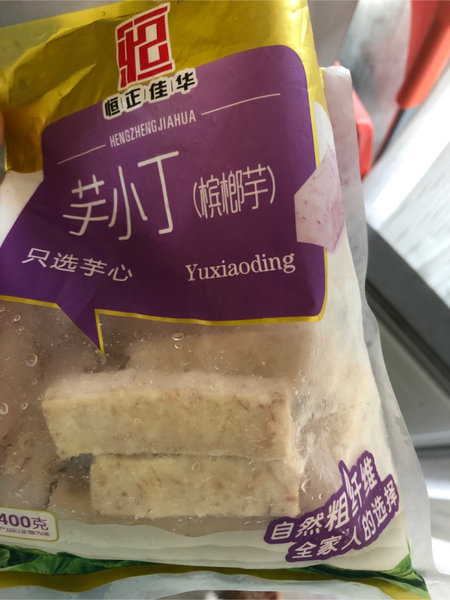 恒正佳华
HENGZHENGJIAHUA
芋小丁(槟榔芋)
只选芋心
Yuxiaoding
400克
自然粗纤维
全家人的选择